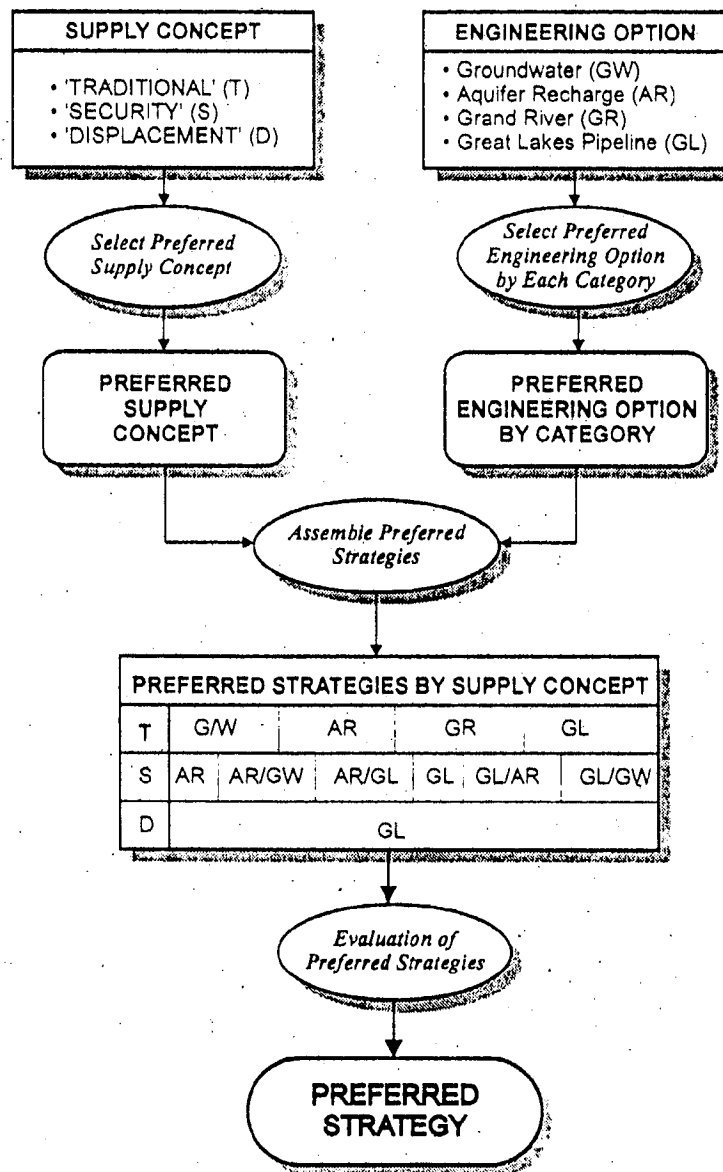 SUPPLY CONCEPT
• 'TRADITIONAL' (T)
• 'SECURITY' (S)
• 'DISPLACEMENT' (D)
ENGINEERING OPTION
• Groundwater (GW)
• Aquifer Recharge (AR)
• Grand River (GR)
• Great Lakes Pipeline (GL)
Select Preferred
Supply Concept
Select Preferred
Engineering Option
by Each Category
PREFERRED
SUPPLY
CONCEPT
PREFERRED
ENGINEERING OPTION
BY CATEGORY
Assemble Preferred
Strategies
PREFERRED STRATEGIES BY SUPPLY CONCEPT
T G/W AR GR GL
S AR AR/GW AR/GL GL GL/AR GL/GW
D GL
Evaluation of
Preferred Strategies
PREFERRED
STRATEGY